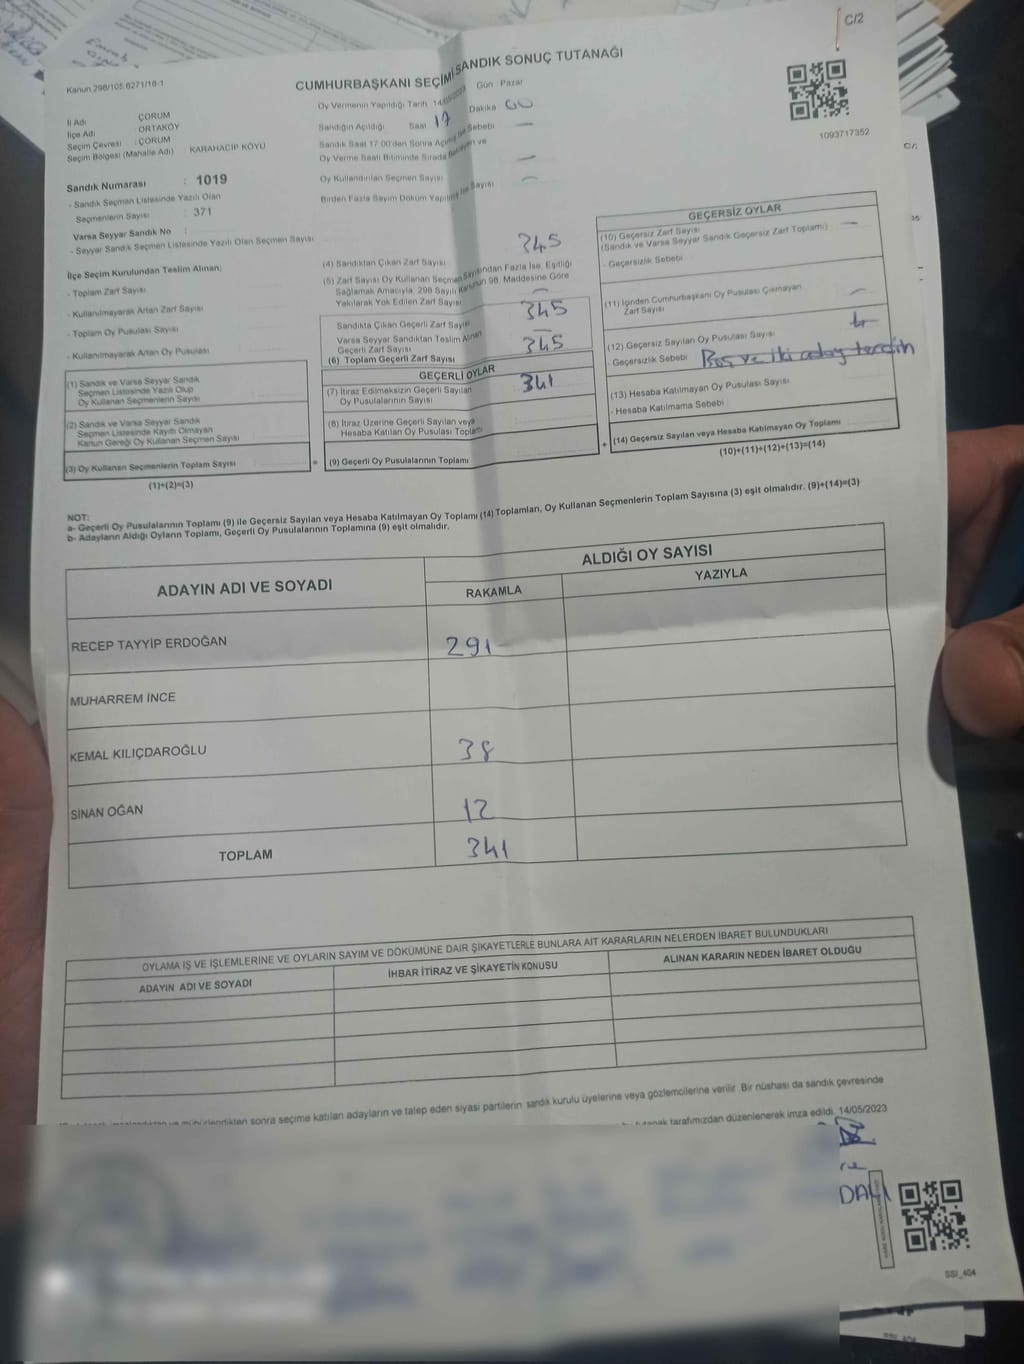 C/2
Kanun 298/105 6271/18-1
CUMHURBAŞKANI SEÇİMİ SANDIK SONUÇ TUTANAĞI
İl Adı ÇORUM
İlçe Adı ORTAKÖY
Seçim Çevresi : ÇORUM
Seçim Bölgesi (Mahalle Adı) : KARAHACİP KÖYÜ
Oy Vermenin Yapıldığı Tarih 14/05/2023 Gün : Pazar
Sandığın Açıldığı Saat 17 Dakika 00
Sandık Saat 17.00'den Sonra Açılmış İse Sebebi —
Oy Verme Saati Bitiminde Sırada Bekleyen ve
Oy Kullandırılan Seçmen Sayısı —
Birden Fazla Sayım Döküm Yapılmış İse Sayısı —
1093717352
Sandık Numarası : 1019
- Sandık Seçmen Listesinde Yazılı Olan
Seçmenlerin Sayısı : 371
Varsa Seyyar Sandık No :
- Seyyar Sandık Seçmen Listesinde Yazılı Olan Seçmen Sayısı
İlçe Seçim Kurulundan Teslim Alınan;
- Toplam Zarf Sayısı
- Kullanılmayarak Artan Zarf Sayısı
- Toplam Oy Pusulası Sayısı
- Kullanılmayarak Artan Oy Pusulası
(1) Sandık ve Varsa Seyyar Sandık
Seçmen Listesinde Yazılı Olup
Oy Kullanan Seçmenlerin Sayısı
(2) Sandık ve Varsa Seyyar Sandık
Seçmen Listesinde Kayıtlı Olmayan
Kanun Gereği Oy Kullanan Seçmen Sayısı
(3) Oy Kullanan Seçmenlerin Toplam Sayısı
(1)+(2)=(3)
(4) Sandıktan Çıkan Zarf Sayısı 345
(5) Zarf Sayısı Oy Kullanan Seçmen Sayısından Fazla İse, Eşitliği
Sağlamak Amacıyla, 298 Sayılı Kanunun 98. Maddesine Göre
Yakılarak Yok Edilen Zarf Sayısı —
Sandıkta Çıkan Geçerli Zarf Sayısı 345
Varsa Seyyar Sandıktan Teslim Alınan
Geçerli Zarf Sayısı —
(6) Toplam Geçerli Zarf Sayısı 345
GEÇERLİ OYLAR
(7) İtiraz Edilmeksizin Geçerli Sayılan
Oy Pusulalarının Sayısı 341
(8) İtiraz Üzerine Geçerli Sayılan veya
Hesaba Katılan Oy Pusulası Toplamı
(9) Geçerli Oy Pusulalarının Toplamı
GEÇERSİZ OYLAR
(10) Geçersiz Zarf Sayısı —
(Sandık ve Varsa Seyyar Sandık Geçersiz Zarf Toplamı)
- Geçersizlik Sebebi
(11) İçinden Cumhurbaşkanı Oy Pusulası Çıkmayan
Zarf Sayısı —
(12) Geçersiz Sayılan Oy Pusulası Sayısı 4
- Geçersizlik Sebebi Boş ve iki aday tercih
(13) Hesaba Katılmayan Oy Pusulası Sayısı
- Hesaba Katılmama Sebebi
(14) Geçersiz Sayılan veya Hesaba Katılmayan Oy Toplamı
(10)+(11)+(12)+(13)=(14)
NOT:
a- Geçerli Oy Pusulalarının Toplamı (9) ile Geçersiz Sayılan veya Hesaba Katılmayan Oy Toplamı (14) Toplamları, Oy Kullanan Seçmenlerin Toplam Sayısına (3) eşit olmalıdır. (9)+(14)=(3)
b- Adayların Aldığı Oyların Toplamı, Geçerli Oy Pusulalarının Toplamına (9) eşit olmalıdır.
ADAYIN ADI VE SOYADI
ALDIĞI OY SAYISI
RAKAMLA
YAZIYLA
RECEP TAYYİP ERDOĞAN 291
MUHARREM İNCE
KEMAL KILIÇDAROĞLU 38
SİNAN OĞAN 12
TOPLAM 341
OYLAMA İŞ VE İŞLEMLERİNE VE OYLARIN SAYIM VE DÖKÜMÜNE DAİR ŞİKAYETLERLE BUNLARA AİT KARARLARIN NELERDEN İBARET BULUNDUKLARI
ADAYIN ADI VE SOYADI
İHBAR İTİRAZ VE ŞİKAYETİN KONUSU
ALINAN KARARIN NEDEN İBARET OLDUĞU
mühürlendikten sonra seçime katılan adayların ve talep eden siyasi partilerin sandık kurulu üyelerine veya gözlemcilerine verilir. Bir nüshası da sandık çevresinde
tutanak tarafımızdan düzenlenerek imza edildi. 14/05/2023
SSI_404